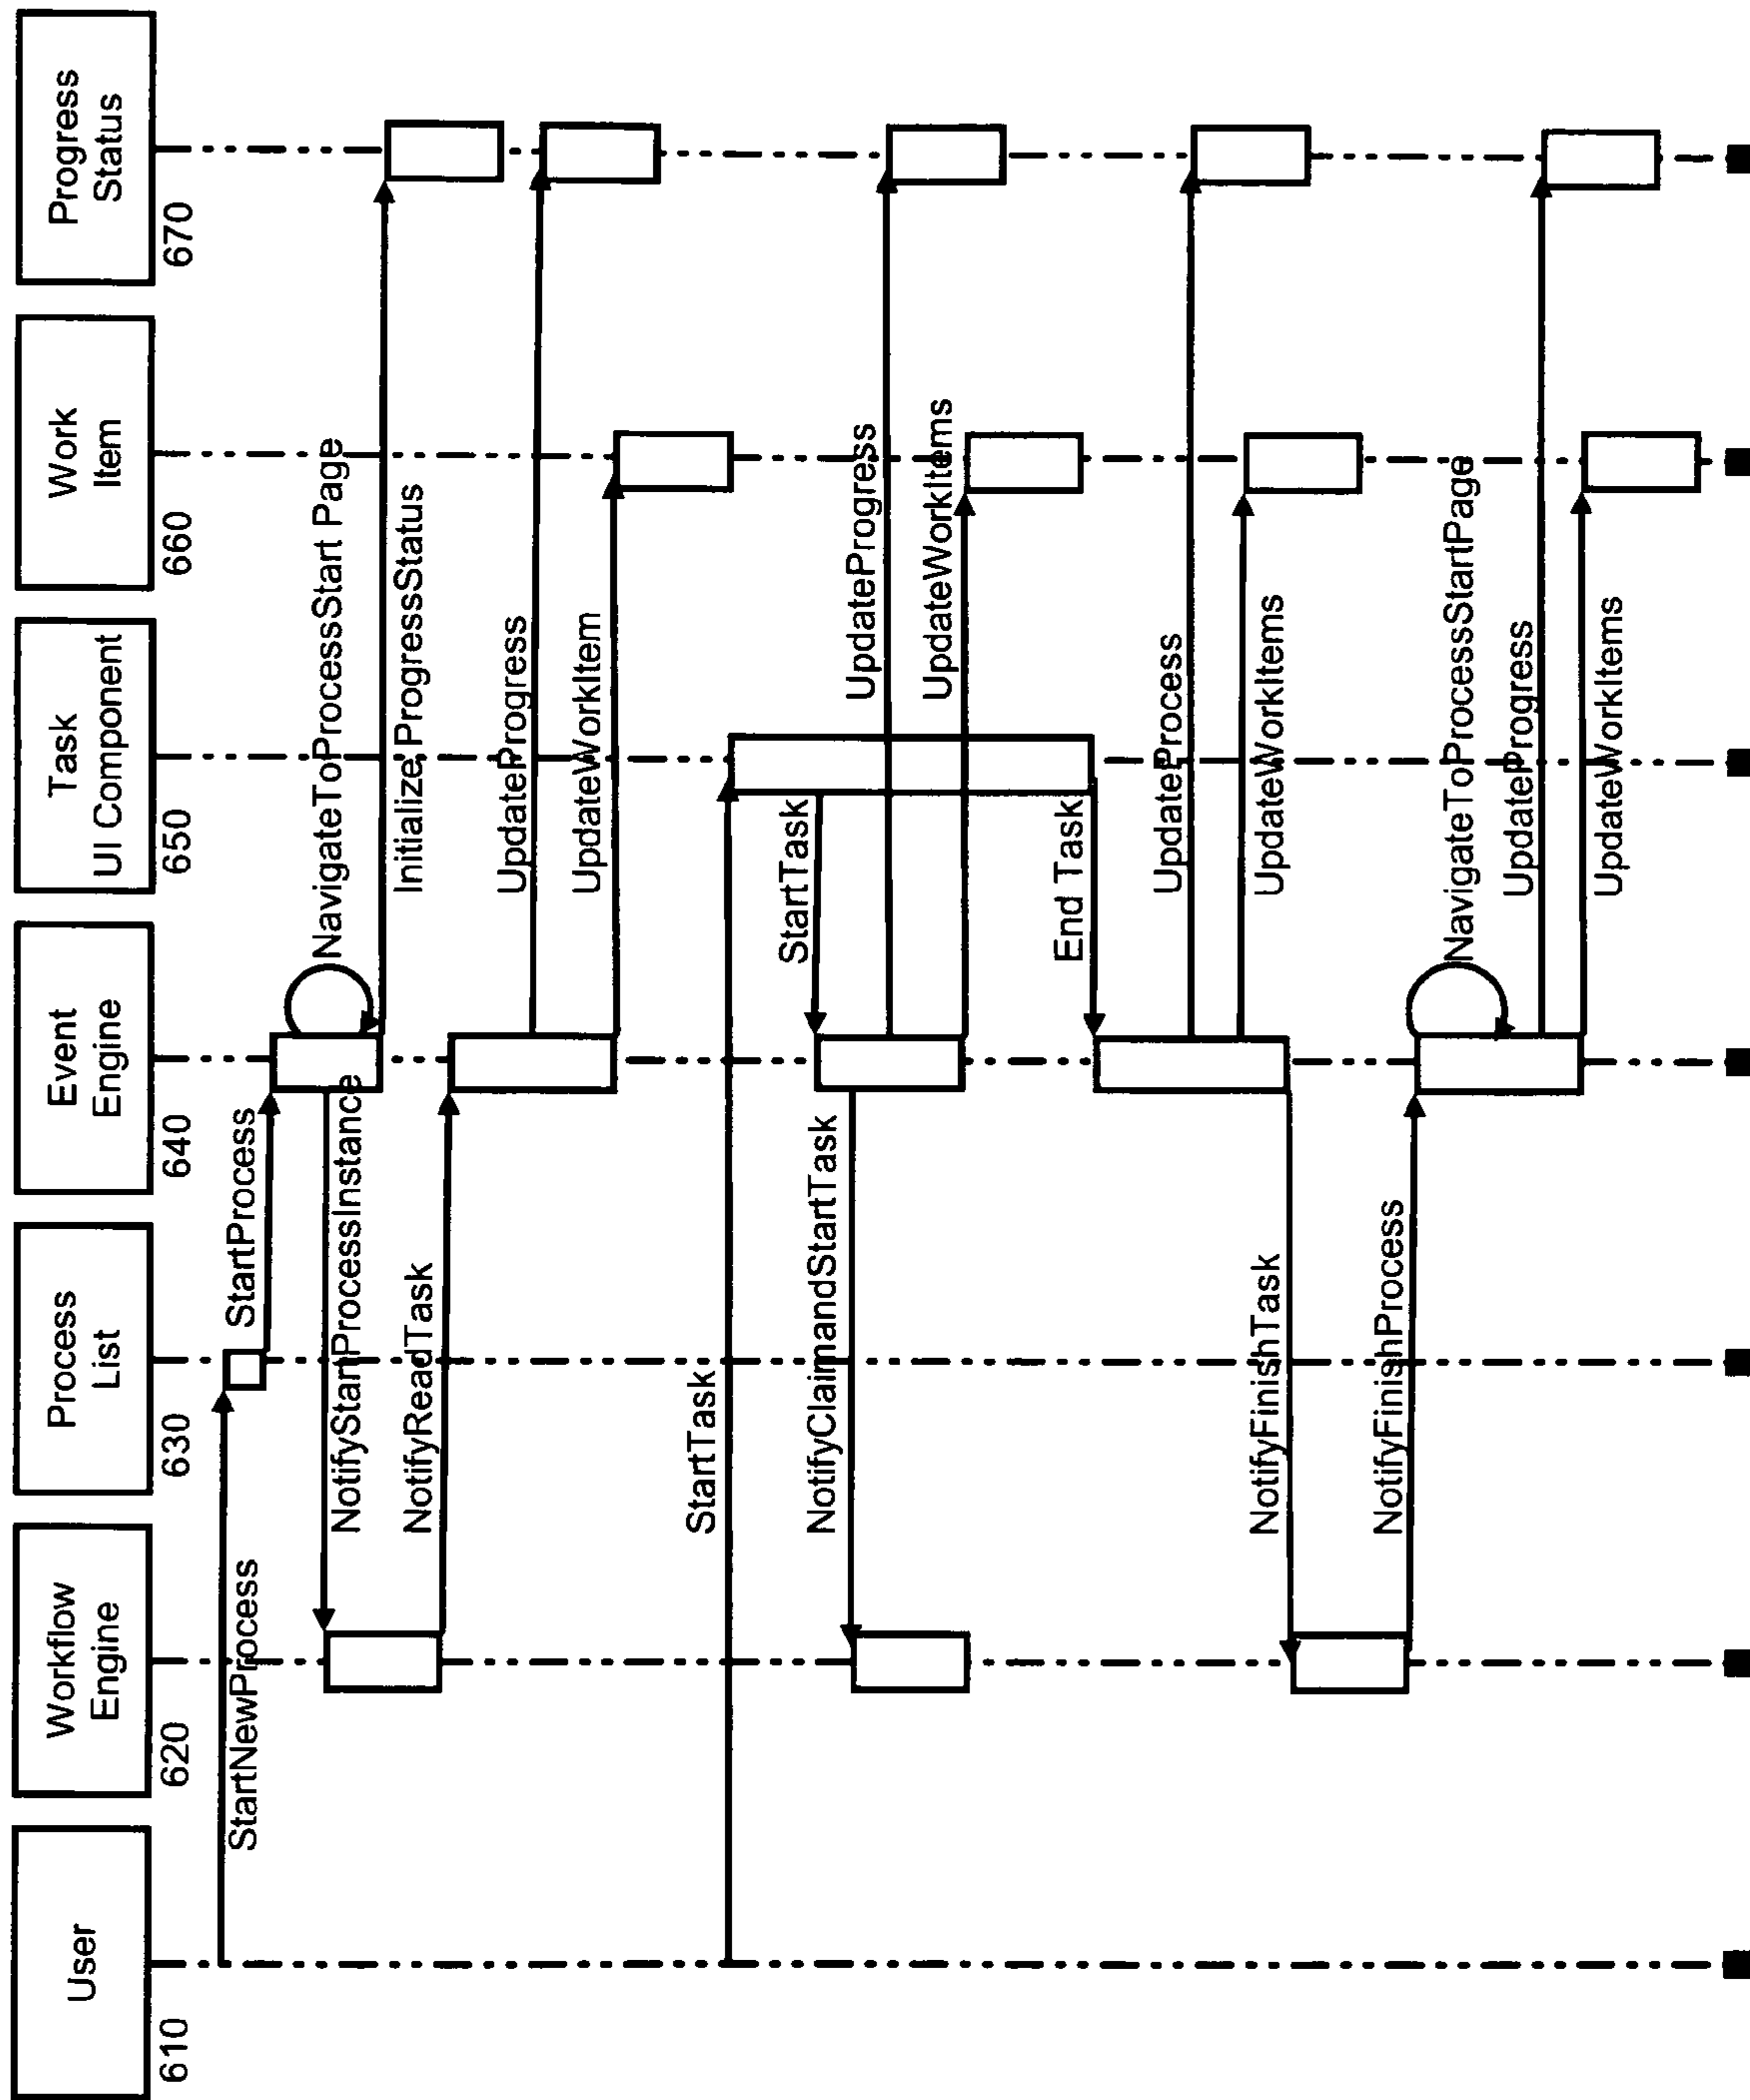 User
610
Workflow
Engine
620
Process
List
630
Event
Engine
640
Task
UI Component
650
Work
Item
660
Progress
Status
670
StartNewProcess
StartProcess
NavigateToProcessStart Page
NotifyStartProcessInstance
InitializeProgressStatus
NotifyReadTask
UpdateProgress
UpdateWorkItem
StartTask
StartTask
NotifyClaimandStartTask
UpdateProgress
UpdateWorkItems
End Task
UpdateProcess
UpdateWorkItems
NotifyFinishTask
NotifyFinishProcess
NavigateToProcessStartPage
UpdateProgress
UpdateWorkItems